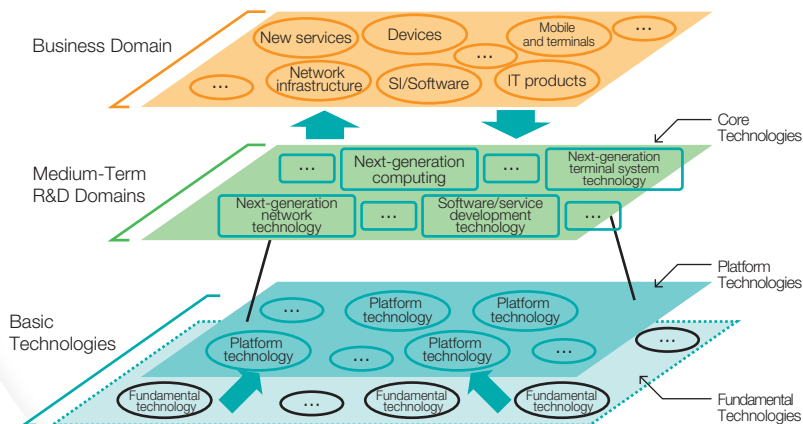 Business Domain
New services
Devices
Mobile
and terminals
...
...
...
Network
infrastructure
SI/Software
IT products
Core
Technologies
Medium-Term
R&D Domains
...
Next-generation
computing
...
Next-generation
terminal system
technology
Next-generation
network
technology
...
Software/service
development
technology
...
Platform
Technologies
Basic
Technologies
...
Platform
technology
Platform
technology
Platform
technology
...
Platform
technology
...
...
Fundamental
technology
...
Fundamental
technology
Fundamental
technology
Fundamental
Technologies